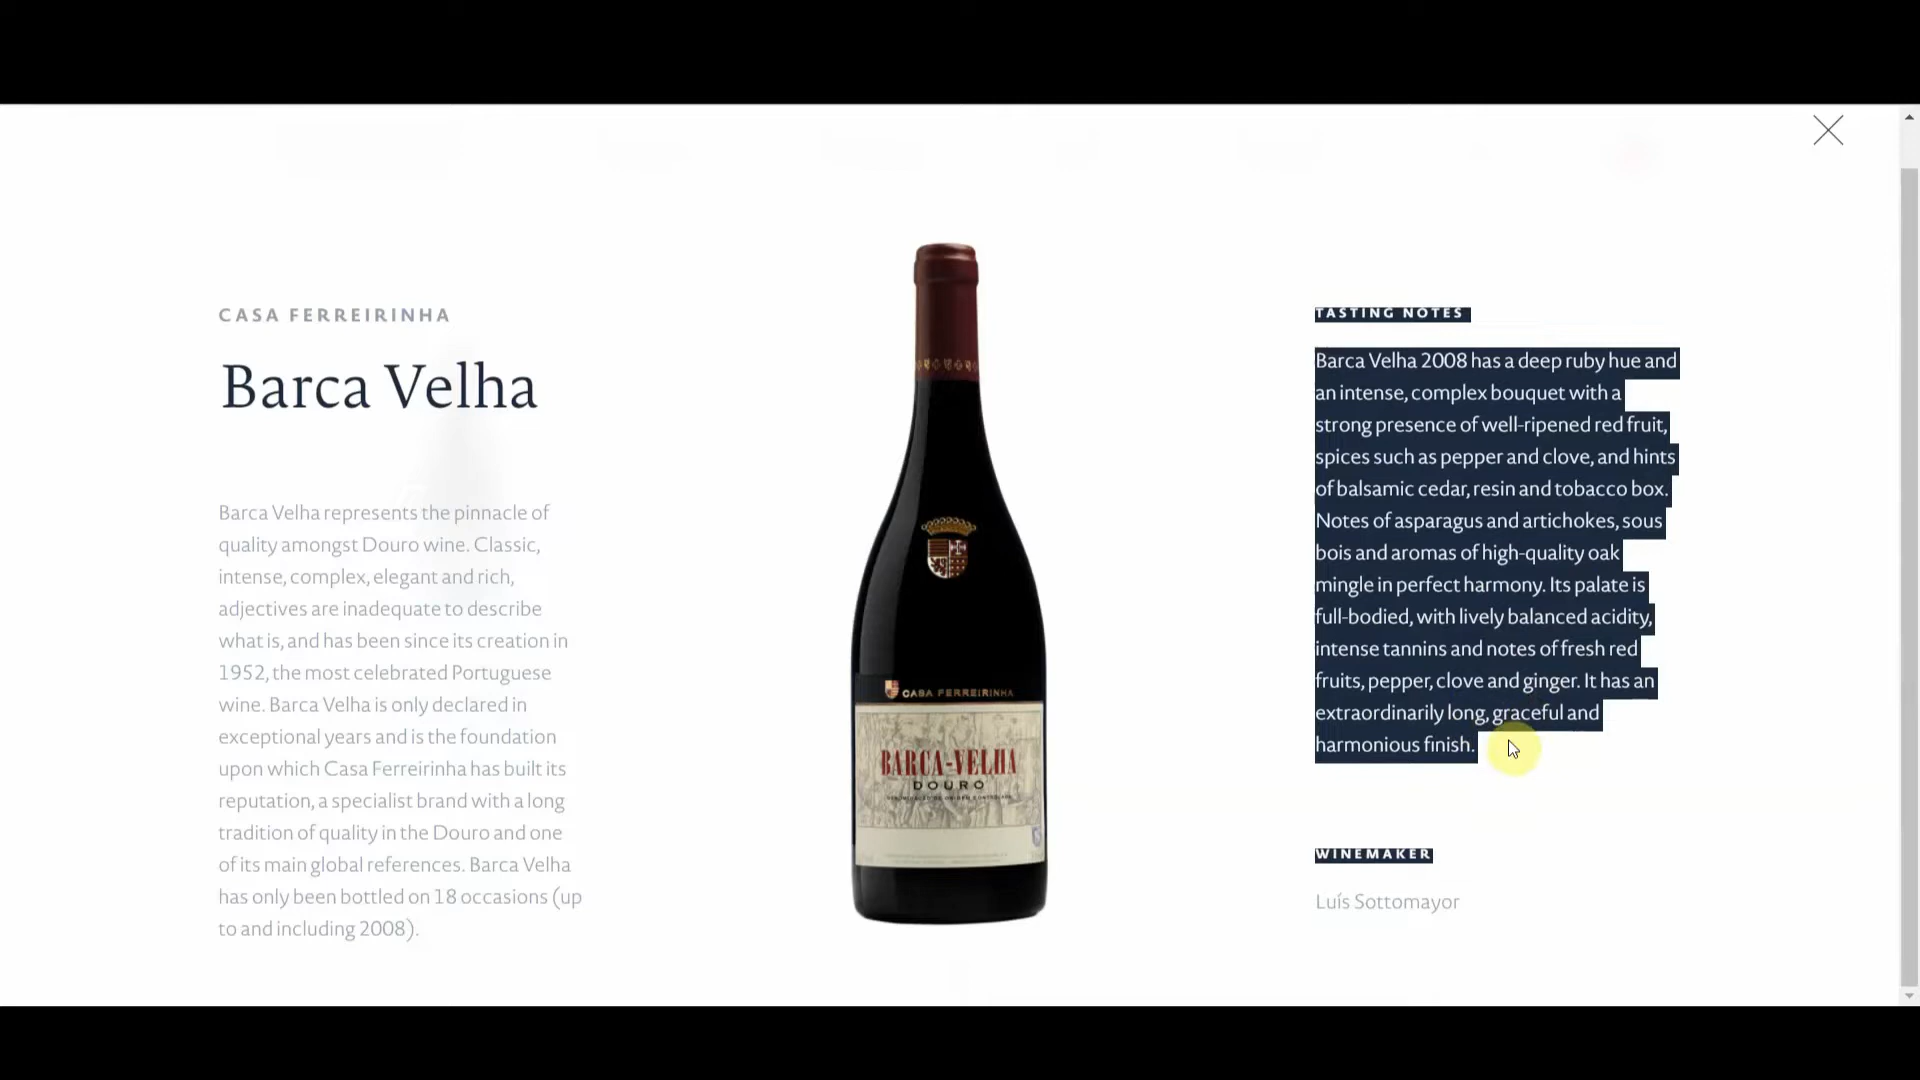 CASA FERREIRINHA
Barca Velha
Barca Velha represents the pinnacle of
quality amongst Douro wine. Classic,
intense, complex, elegant and rich,
adjectives are inadequate to describe
what is, and has been since its creation in
1952, the most celebrated Portuguese
wine. Barca Velha is only declared in
exceptional years and is the foundation
upon which Casa Ferreirinha has built its
reputation, a specialist brand with a long
tradition of quality in the Douro and one
of its main global references. Barca Velha
has only been bottled on 18 occasions (up
to and including 2008).
CASA FERREIRINHA
BARCA-VELHA
DOURO
TASTING NOTES
Barca Velha 2008 has a deep ruby hue and
an intense, complex bouquet with a
strong presence of well-ripened red fruit,
spices such as pepper and clove, and hints
of balsamic cedar, resin and tobacco box.
Notes of asparagus and artichokes, sous
bois and aromas of high-quality oak
mingle in perfect harmony. Its palate is
full-bodied, with lively balanced acidity,
intense tannins and notes of fresh red
fruits, pepper, clove and ginger. It has an
extraordinarily long, graceful and
harmonious finish.
WINEMAKER
Luís Sottomayor